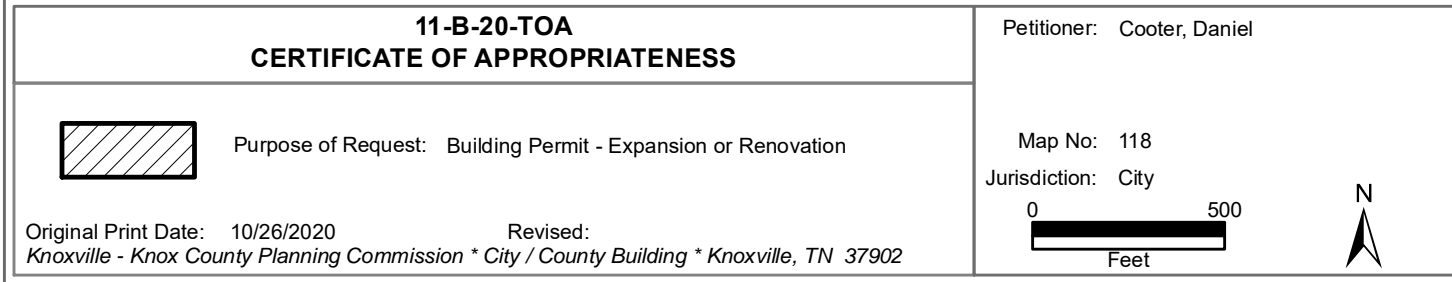 11-B-20-TOA
CERTIFICATE OF APPROPRIATENESS
Purpose of Request: Building Permit - Expansion or Renovation
Original Print Date: 10/26/2020 Revised:
Knoxville - Knox County Planning Commission * City / County Building * Knoxville, TN 37902
Petitioner: Cooter, Daniel
Map No: 118
Jurisdiction: City
0 500
Feet
N